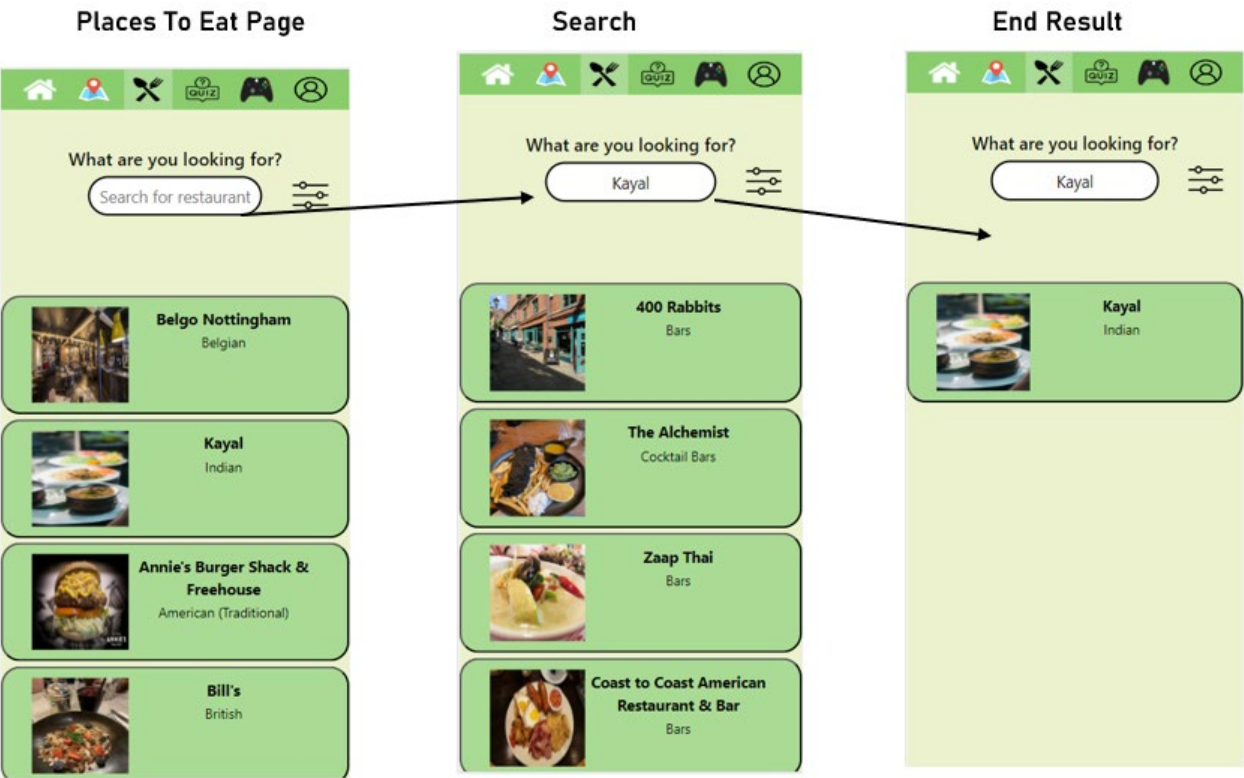 Places To Eat Page
Search
End Result
? QUIZ
What are you looking for?
Search for restaurant
Belgo Nottingham
Belgian
Kayal
Indian
Annie's Burger Shack &
Freehouse
American (Traditional)
Bill's
British
? QUIZ
What are you looking for?
Kayal
400 Rabbits
Bars
The Alchemist
Cocktail Bars
Zaap Thai
Bars
Coast to Coast American
Restaurant & Bar
Bars
? QUIZ
What are you looking for?
Kayal
Kayal
Indian